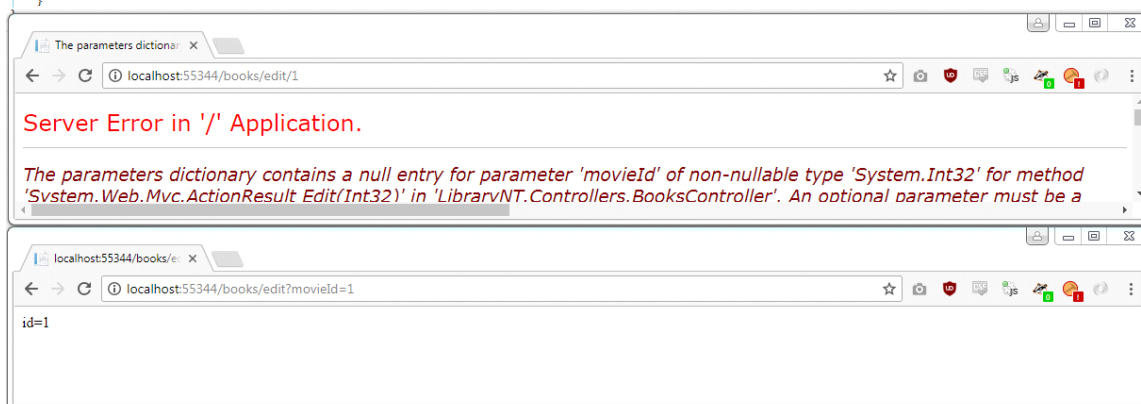 }
The parameters dictionar
localhost:55344/books/edit/1
Server Error in '/' Application.
The parameters dictionary contains a null entry for parameter 'movieId' of non-nullable type 'System.Int32' for method
'System.Web.Mvc.ActionResult Edit(Int32)' in 'LibraryNT.Controllers.BooksController'. An optional parameter must be a
localhost:55344/books/ed
localhost:55344/books/edit?movieId=1
id=1